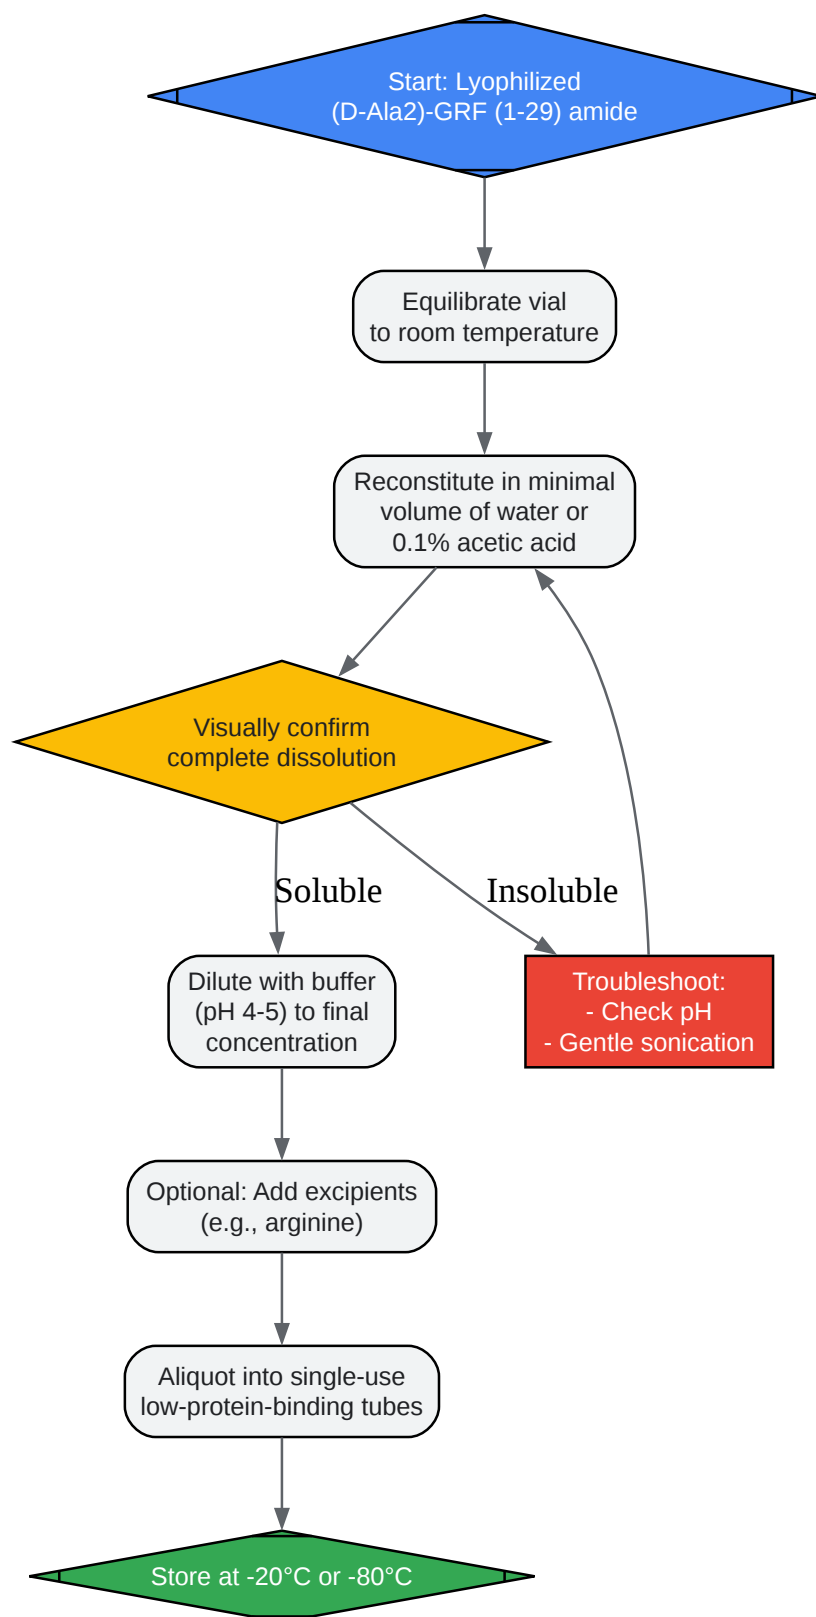 Start: Lyophilized
(D-Ala2)-GRF (1-29) amide
Equilibrate vial
to room temperature
Reconstitute in minimal
volume of water or
0.1% acetic acid
Visually confirm
complete dissolution
Soluble
Insoluble
Dilute with buffer
(pH 4-5) to final
concentration
Troubleshoot:
- Check pH
- Gentle sonication
Optional: Add excipients
(e.g., arginine)
Aliquot into single-use
low-protein-binding tubes
Store at -20°C or -80°C